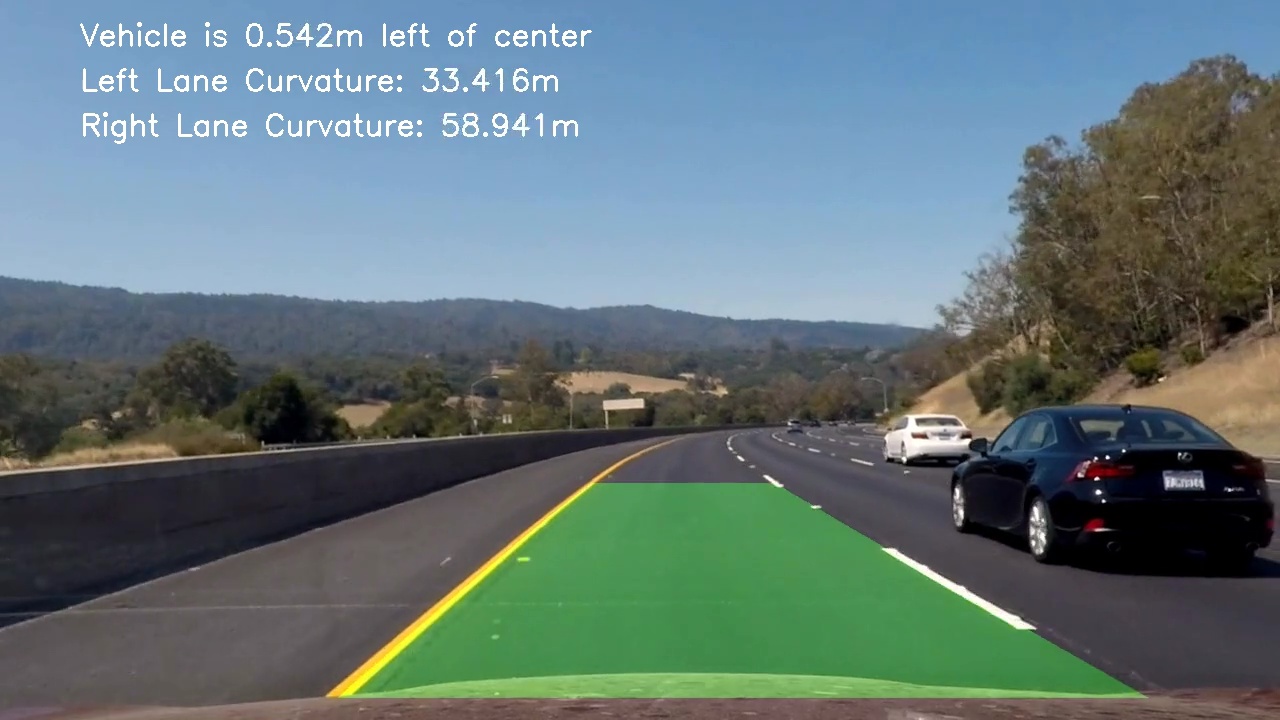 Vehicle is 0.542m left of center
Left Lane Curvature: 33.416m
Right Lane Curvature: 58.941m